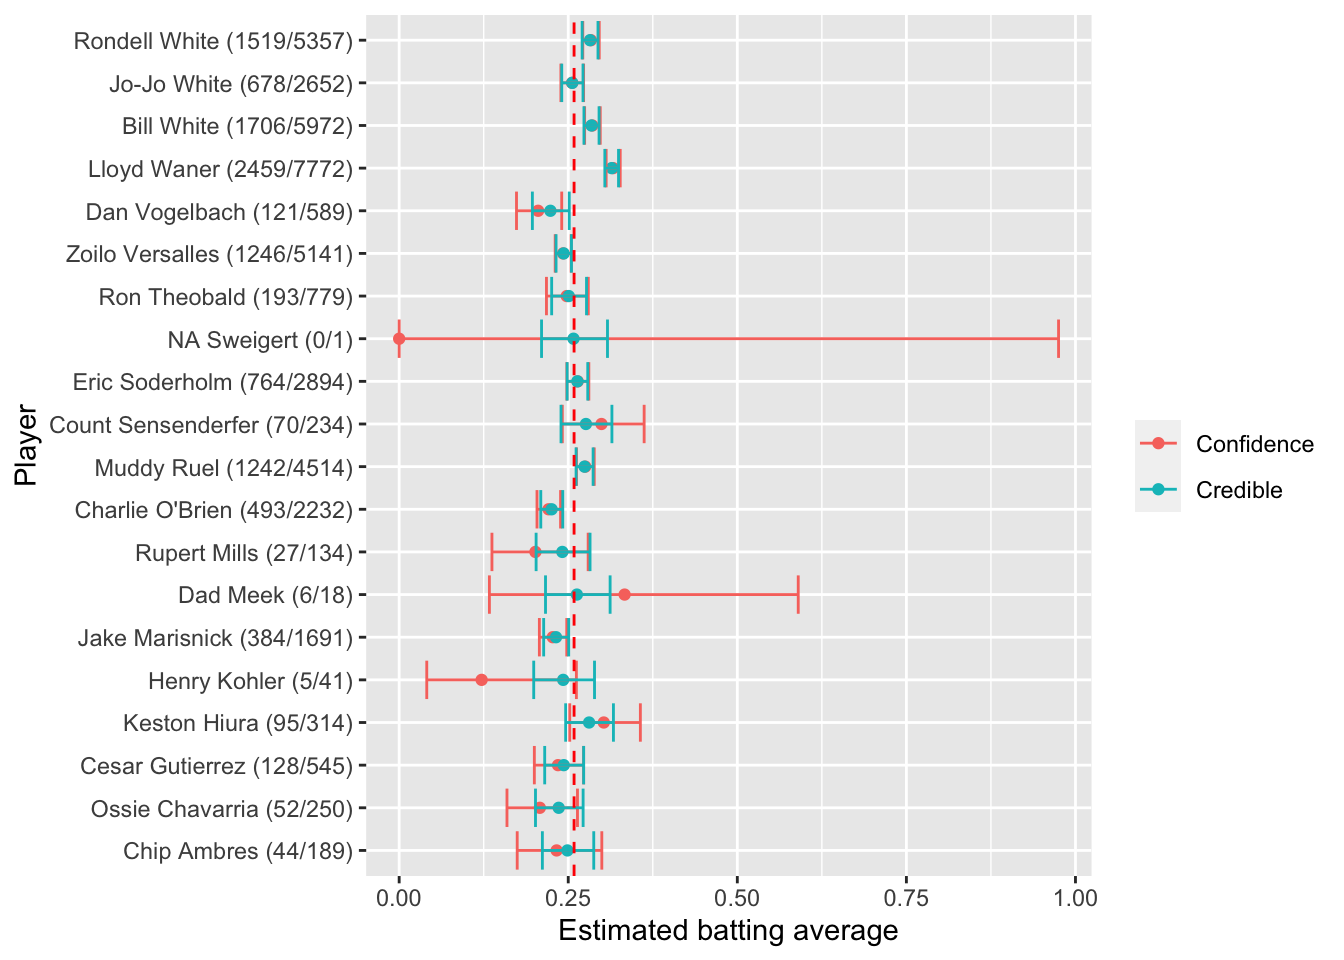 Rondell White (1519/5357)
Jo-Jo White (678/2652)
Bill White (1706/5972)
Lloyd Waner (2459/7772)
Dan Vogelbach (121/589)
Zoilo Versalles (1246/5141)
Ron Theobald (193/779)
NA Sweigert (0/1)
Eric Soderholm (764/2894)
Count Sensenderfer (70/234)
Muddy Ruel (1242/4514)
Charlie O'Brien (493/2232)
Rupert Mills (27/134)
Dad Meek (6/18)
Jake Marisnick (384/1691)
Henry Kohler (5/41)
Keston Hiura (95/314)
Cesar Gutierrez (128/545)
Ossie Chavarria (52/250)
Chip Ambres (44/189)
Player
0.00 0.25 0.50 0.75 1.00
Estimated batting average
Confidence
Credible